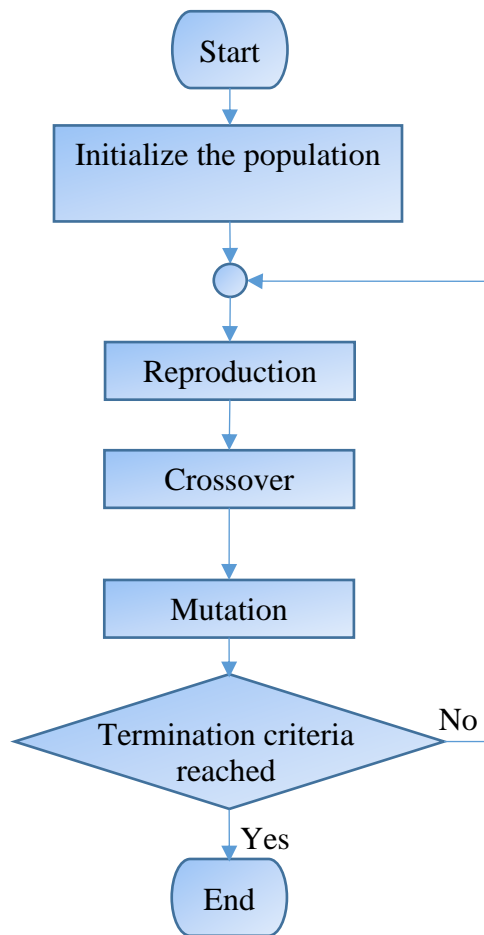 Start
Initialize the population
Reproduction
Crossover
Mutation
Termination criteria
reached
No
Yes
End